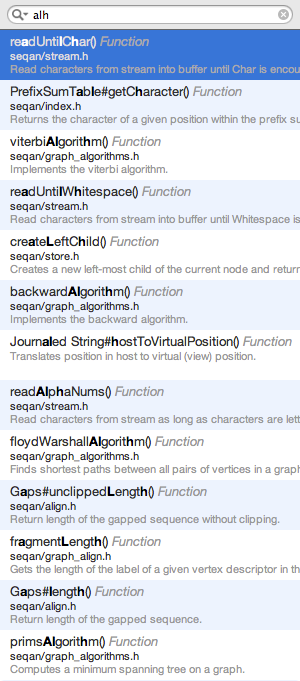 alh
readUntilChar() Function
seqan/stream.h
Read characters from stream into buffer until Char is encou
PrefixSumTable#getCharacter() Function
seqan/index.h
Returns the character of a given position within the prefix su
viterbiAlgorithm() Function
seqan/graph_algorithms.h
Implements the viterbi algorithm.
readUntilWhitespace() Function
seqan/stream.h
Read characters from stream into buffer until Whitespace is
createLeftChild() Function
seqan/store.h
Creates a new left-most child of the current node and return
backwardAlgorithm() Function
seqan/graph_algorithms.h
Implements the backward algorithm.
Journaled String#hostToVirtualPosition() Function
Translates position in host to virtual (view) position.
readAlphaNums() Function
seqan/stream.h
Read characters from stream as long as characters are lett
floydWarshallAlgorithm() Function
seqan/graph_algorithms.h
Finds shortest paths between all pairs of vertices in a graph
Gaps#unclippedLength() Function
seqan/align.h
Return length of the gapped sequence without clipping.
fragmentLength() Function
seqan/graph_align.h
Gets the length of the label of a given vertex descriptor in th
Gaps#length() Function
seqan/align.h
Return length of the gapped sequence.
primsAlgorithm() Function
seqan/graph_algorithms.h
Computes a minimum spanning tree on a graph.